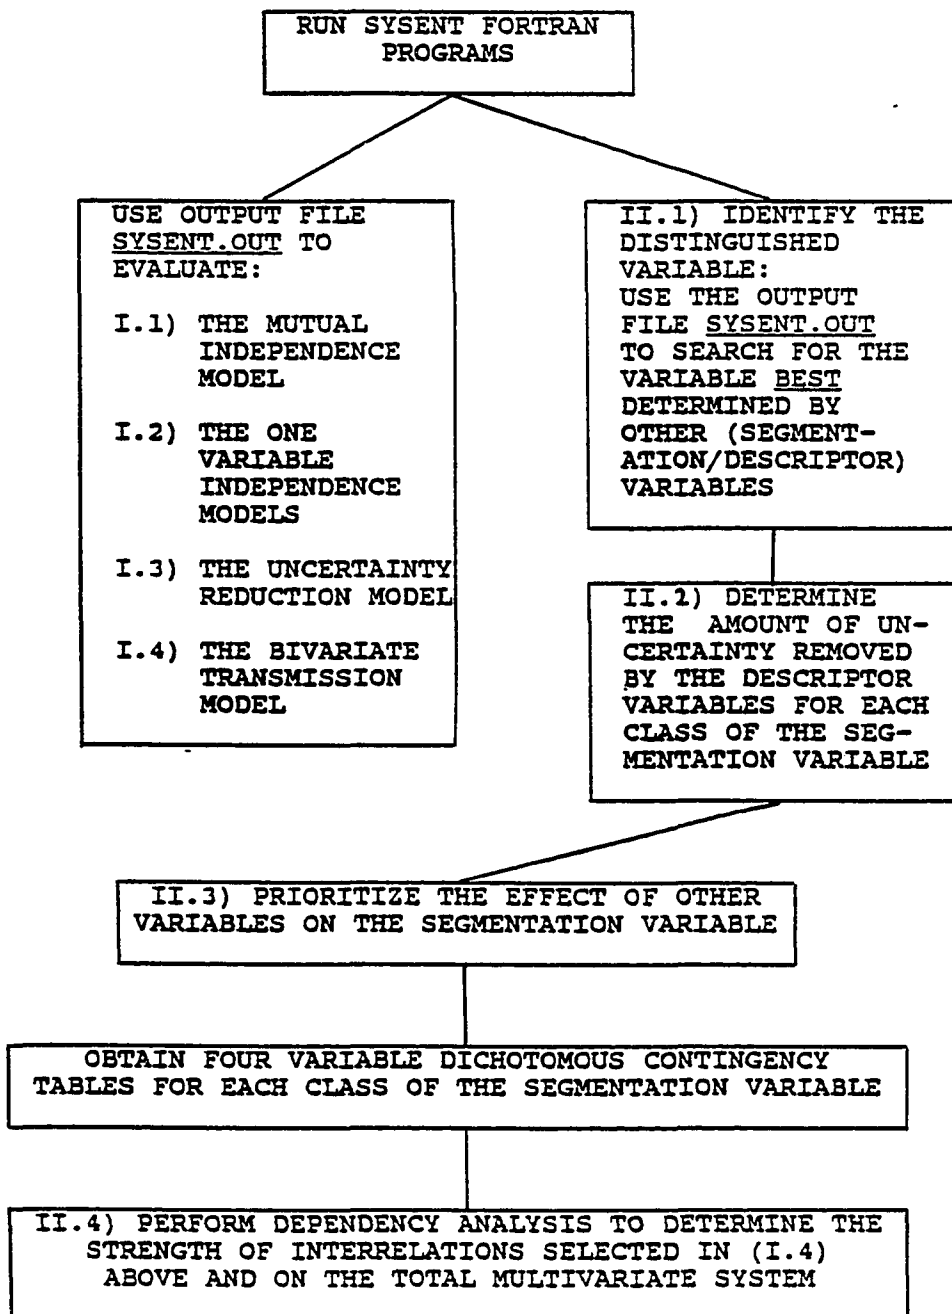 RUN SYSENT FORTRAN
PROGRAMS
USE OUTPUT FILE
SYSENT.OUT TO
EVALUATE:
I.1) THE MUTUAL
INDEPENDENCE
MODEL
I.2) THE ONE
VARIABLE
INDEPENDENCE
MODELS
I.3) THE UNCERTAINTY
REDUCTION MODEL
I.4) THE BIVARIATE
TRANSMISSION
MODEL
II.1) IDENTIFY THE
DISTINGUISHED
VARIABLE:
USE THE OUTPUT
FILE SYSENT.OUT
TO SEARCH FOR THE
VARIABLE BEST
DETERMINED BY
OTHER (SEGMENT-
ATION/DESCRIPTOR)
VARIABLES
II.2) DETERMINE
THE AMOUNT OF UN-
CERTAINTY REMOVED
BY THE DESCRIPTOR
VARIABLES FOR EACH
CLASS OF THE SEG-
MENTATION VARIABLE
II.3) PRIORITIZE THE EFFECT OF OTHER
VARIABLES ON THE SEGMENTATION VARIABLE
OBTAIN FOUR VARIABLE DICHOTOMOUS CONTINGENCY
TABLES FOR EACH CLASS OF THE SEGMENTATION VARIABLE
II.4) PERFORM DEPENDENCY ANALYSIS TO DETERMINE THE
STRENGTH OF INTERRELATIONS SELECTED IN (I.4)
ABOVE AND ON THE TOTAL MULTIVARIATE SYSTEM